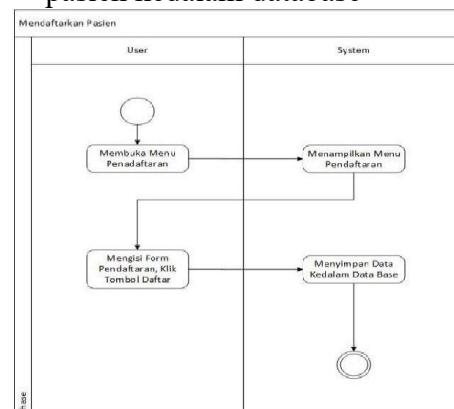 pasien kedalam database
Mendaftarkan Pasien
User
System
Membuka Menu
Penadaftaran
Menampilkan Menu
Pendaftaran
Mengisi Form
Pendaftaran, Klik
Tombol Daftar
Menyimpan Data
Kedalam Data Base